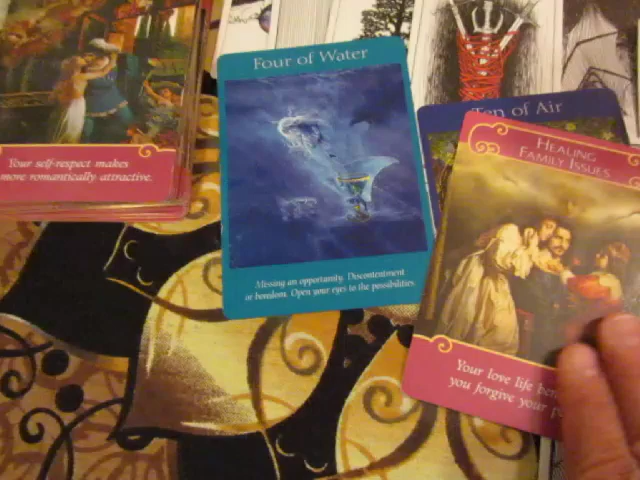 Your self-respect makes
more romantically attractive.
Four of Water
Missing an opportunity. Discontentment
or boredom. Open your eyes to the possibilities.
Ten of Air
HEALING
FAMILY ISSUES
Your love life
you forgive your